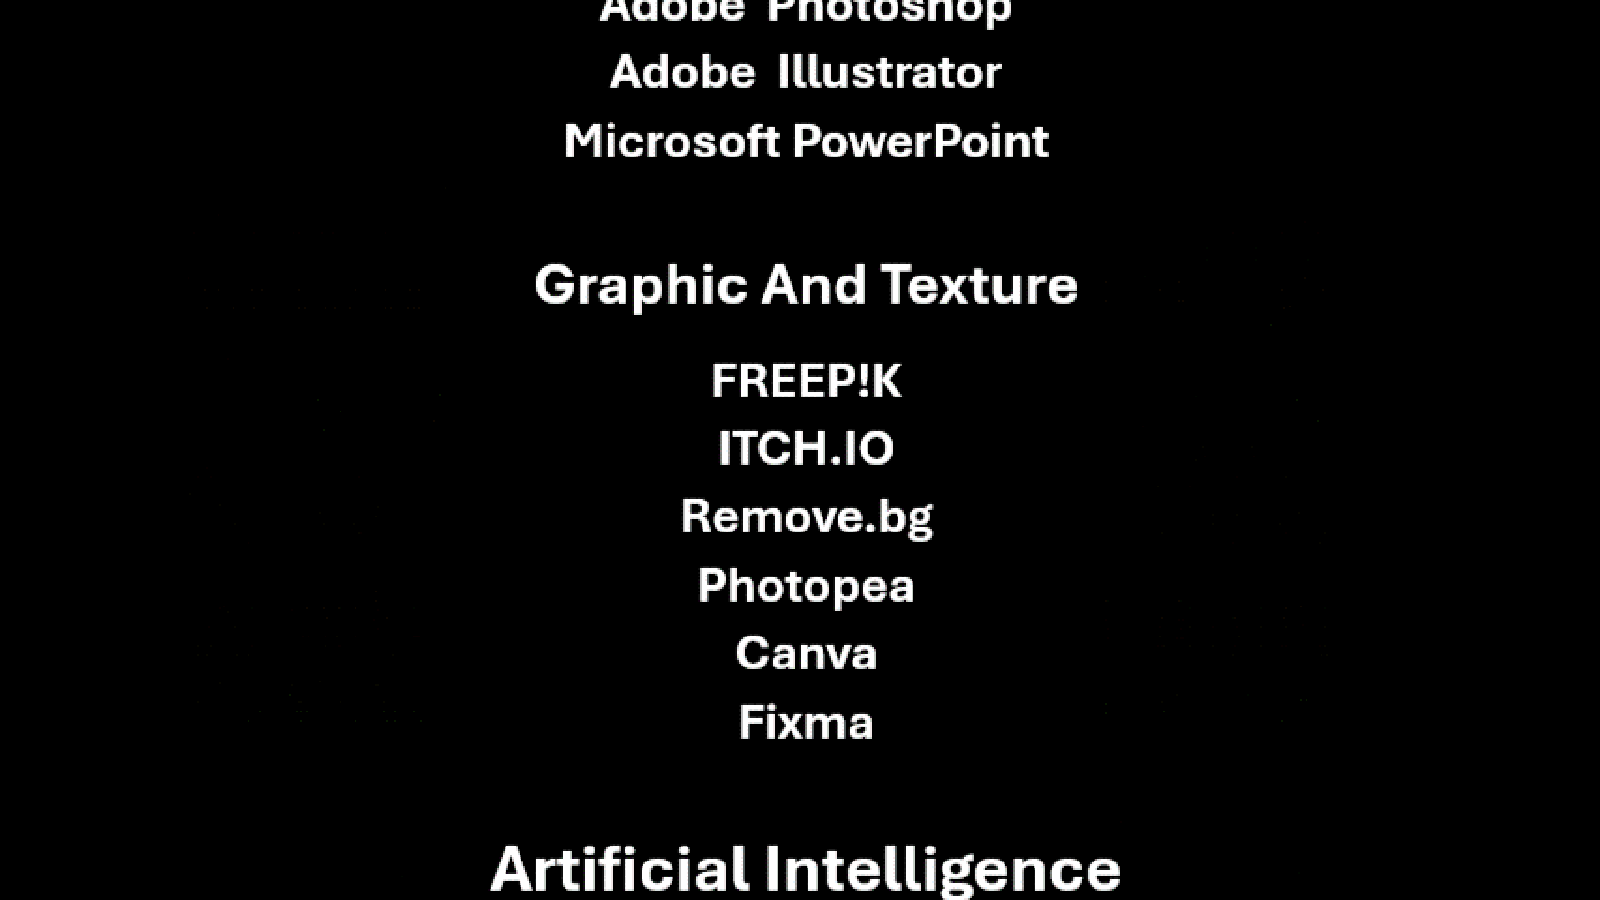 Adobe Photoshop
Adobe Illustrator
Microsoft PowerPoint
Graphic And Texture
FREEP!K
ITCH.IO
Remove.bg
Photopea
Canva
Fixma
Artificial Intelligence